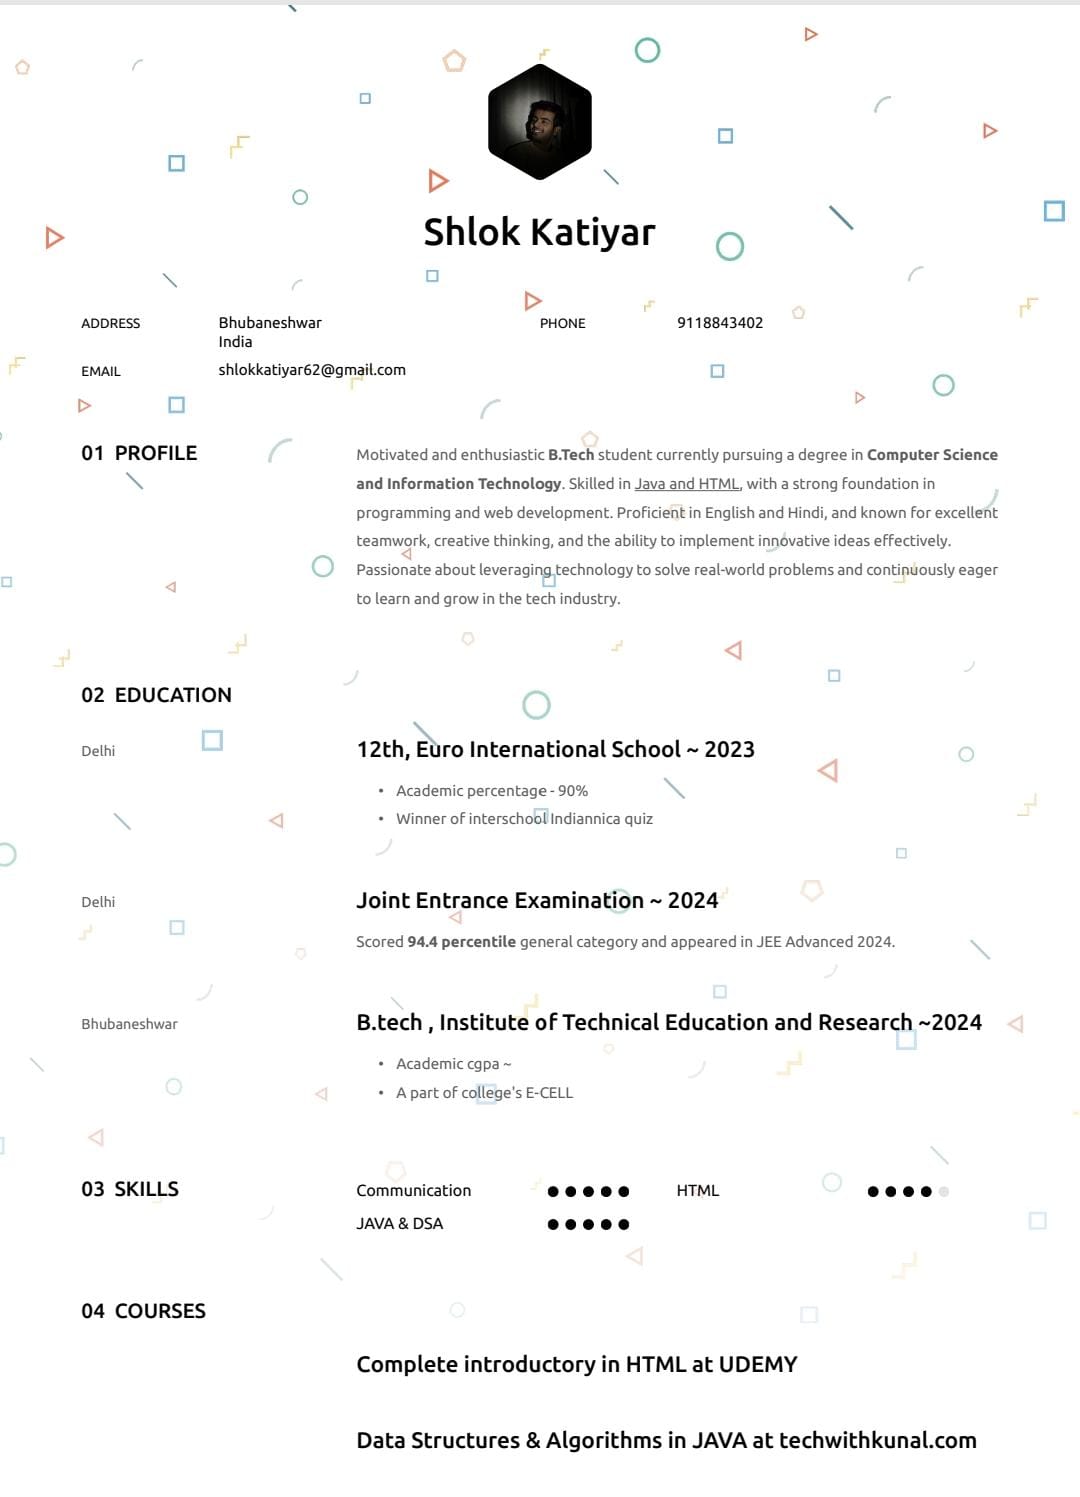 Shlok Katiyar
ADDRESS Bhubaneshwar PHONE 9118843402
India
EMAIL shlokkatiyar62@gmail.com
01 PROFILE
Motivated and enthusiastic B.Tech student currently pursuing a degree in Computer Science
and Information Technology. Skilled in Java and HTML, with a strong foundation in
programming and web development. Proficient in English and Hindi, and known for excellent
teamwork, creative thinking, and the ability to implement innovative ideas effectively.
Passionate about leveraging technology to solve real-world problems and continuously eager
to learn and grow in the tech industry.
02 EDUCATION
Delhi 12th, Euro International School ~ 2023
• Academic percentage - 90%
• Winner of interschool Indiannica quiz
Delhi Joint Entrance Examination ~ 2024
Scored 94.4 percentile general category and appeared in JEE Advanced 2024.
Bhubaneshwar B.tech , Institute of Technical Education and Research ~2024
• Academic cgpa ~
• A part of college's E-CELL
03 SKILLS Communication HTML
JAVA & DSA
04 COURSES
Complete introductory in HTML at UDEMY
Data Structures & Algorithms in JAVA at techwithkunal.com